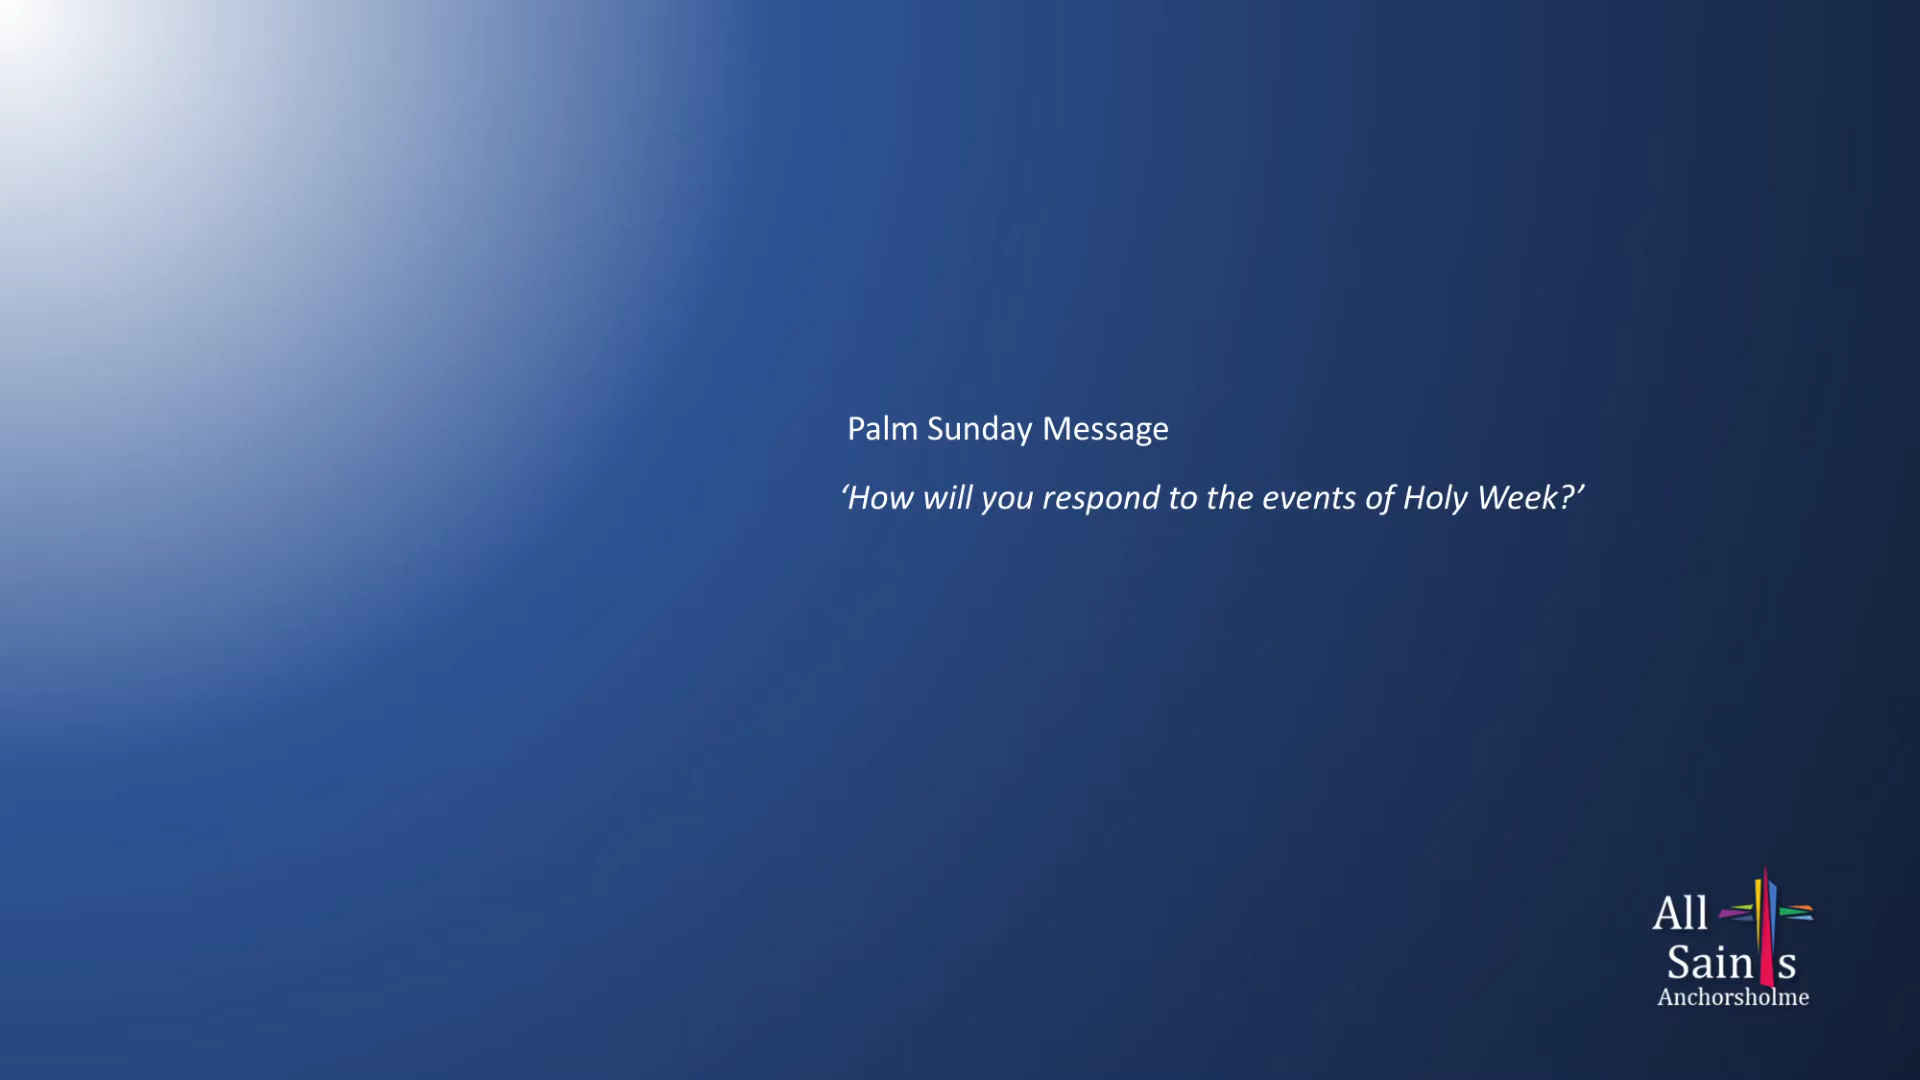 Palm Sunday Message
‘How will you respond to the events of Holy Week?’
All
Saints
Anchorsholme